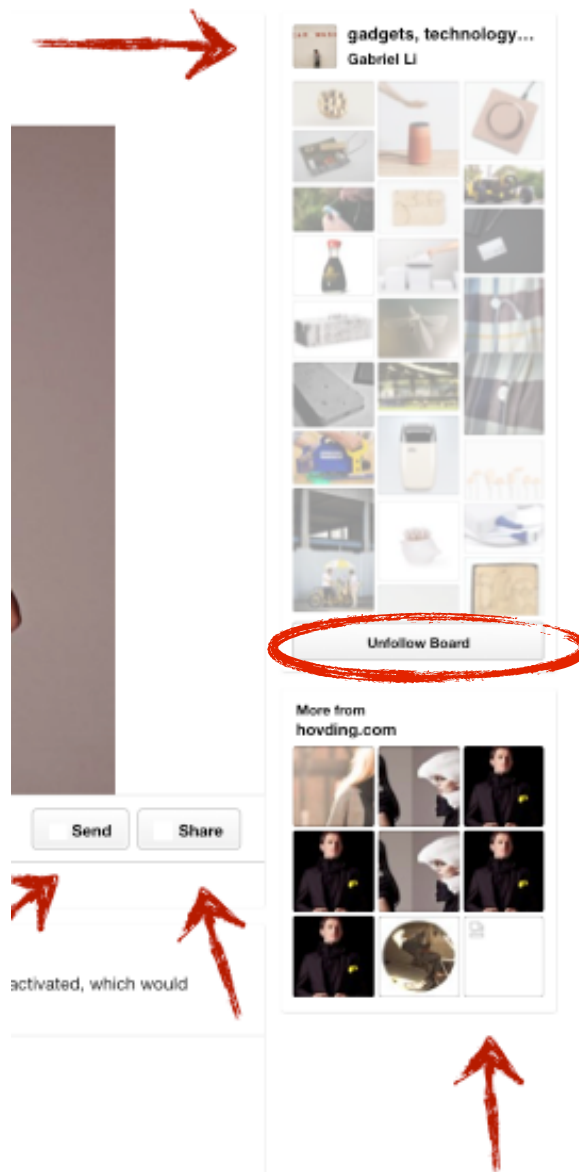 gadgets, technology...
Gabriel Li
Unfollow Board
More from
hovding.com
Send
Share
activated, which would